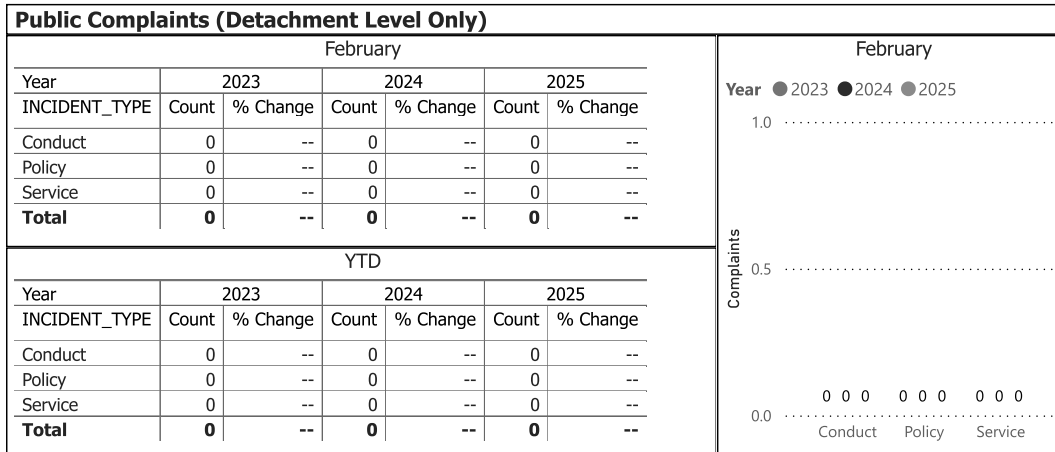 Public Complaints (Detachment Level Only)
February
Year 2023 2024 2025
INCIDENT_TYPE Count % Change Count % Change Count % Change
Conduct 0 -- 0 -- 0 --
Policy 0 -- 0 -- 0 --
Service 0 -- 0 -- 0 --
Total 0 -- 0 -- 0 --
YTD
Year 2023 2024 2025
INCIDENT_TYPE Count % Change Count % Change Count % Change
Conduct 0 -- 0 -- 0 --
Policy 0 -- 0 -- 0 --
Service 0 -- 0 -- 0 --
Total 0 -- 0 -- 0 --
February
Year 2023 2024 2025
1.0
Complaints
0.5
0 0 0 0 0 0 0 0 0
0.0
Conduct Policy Service